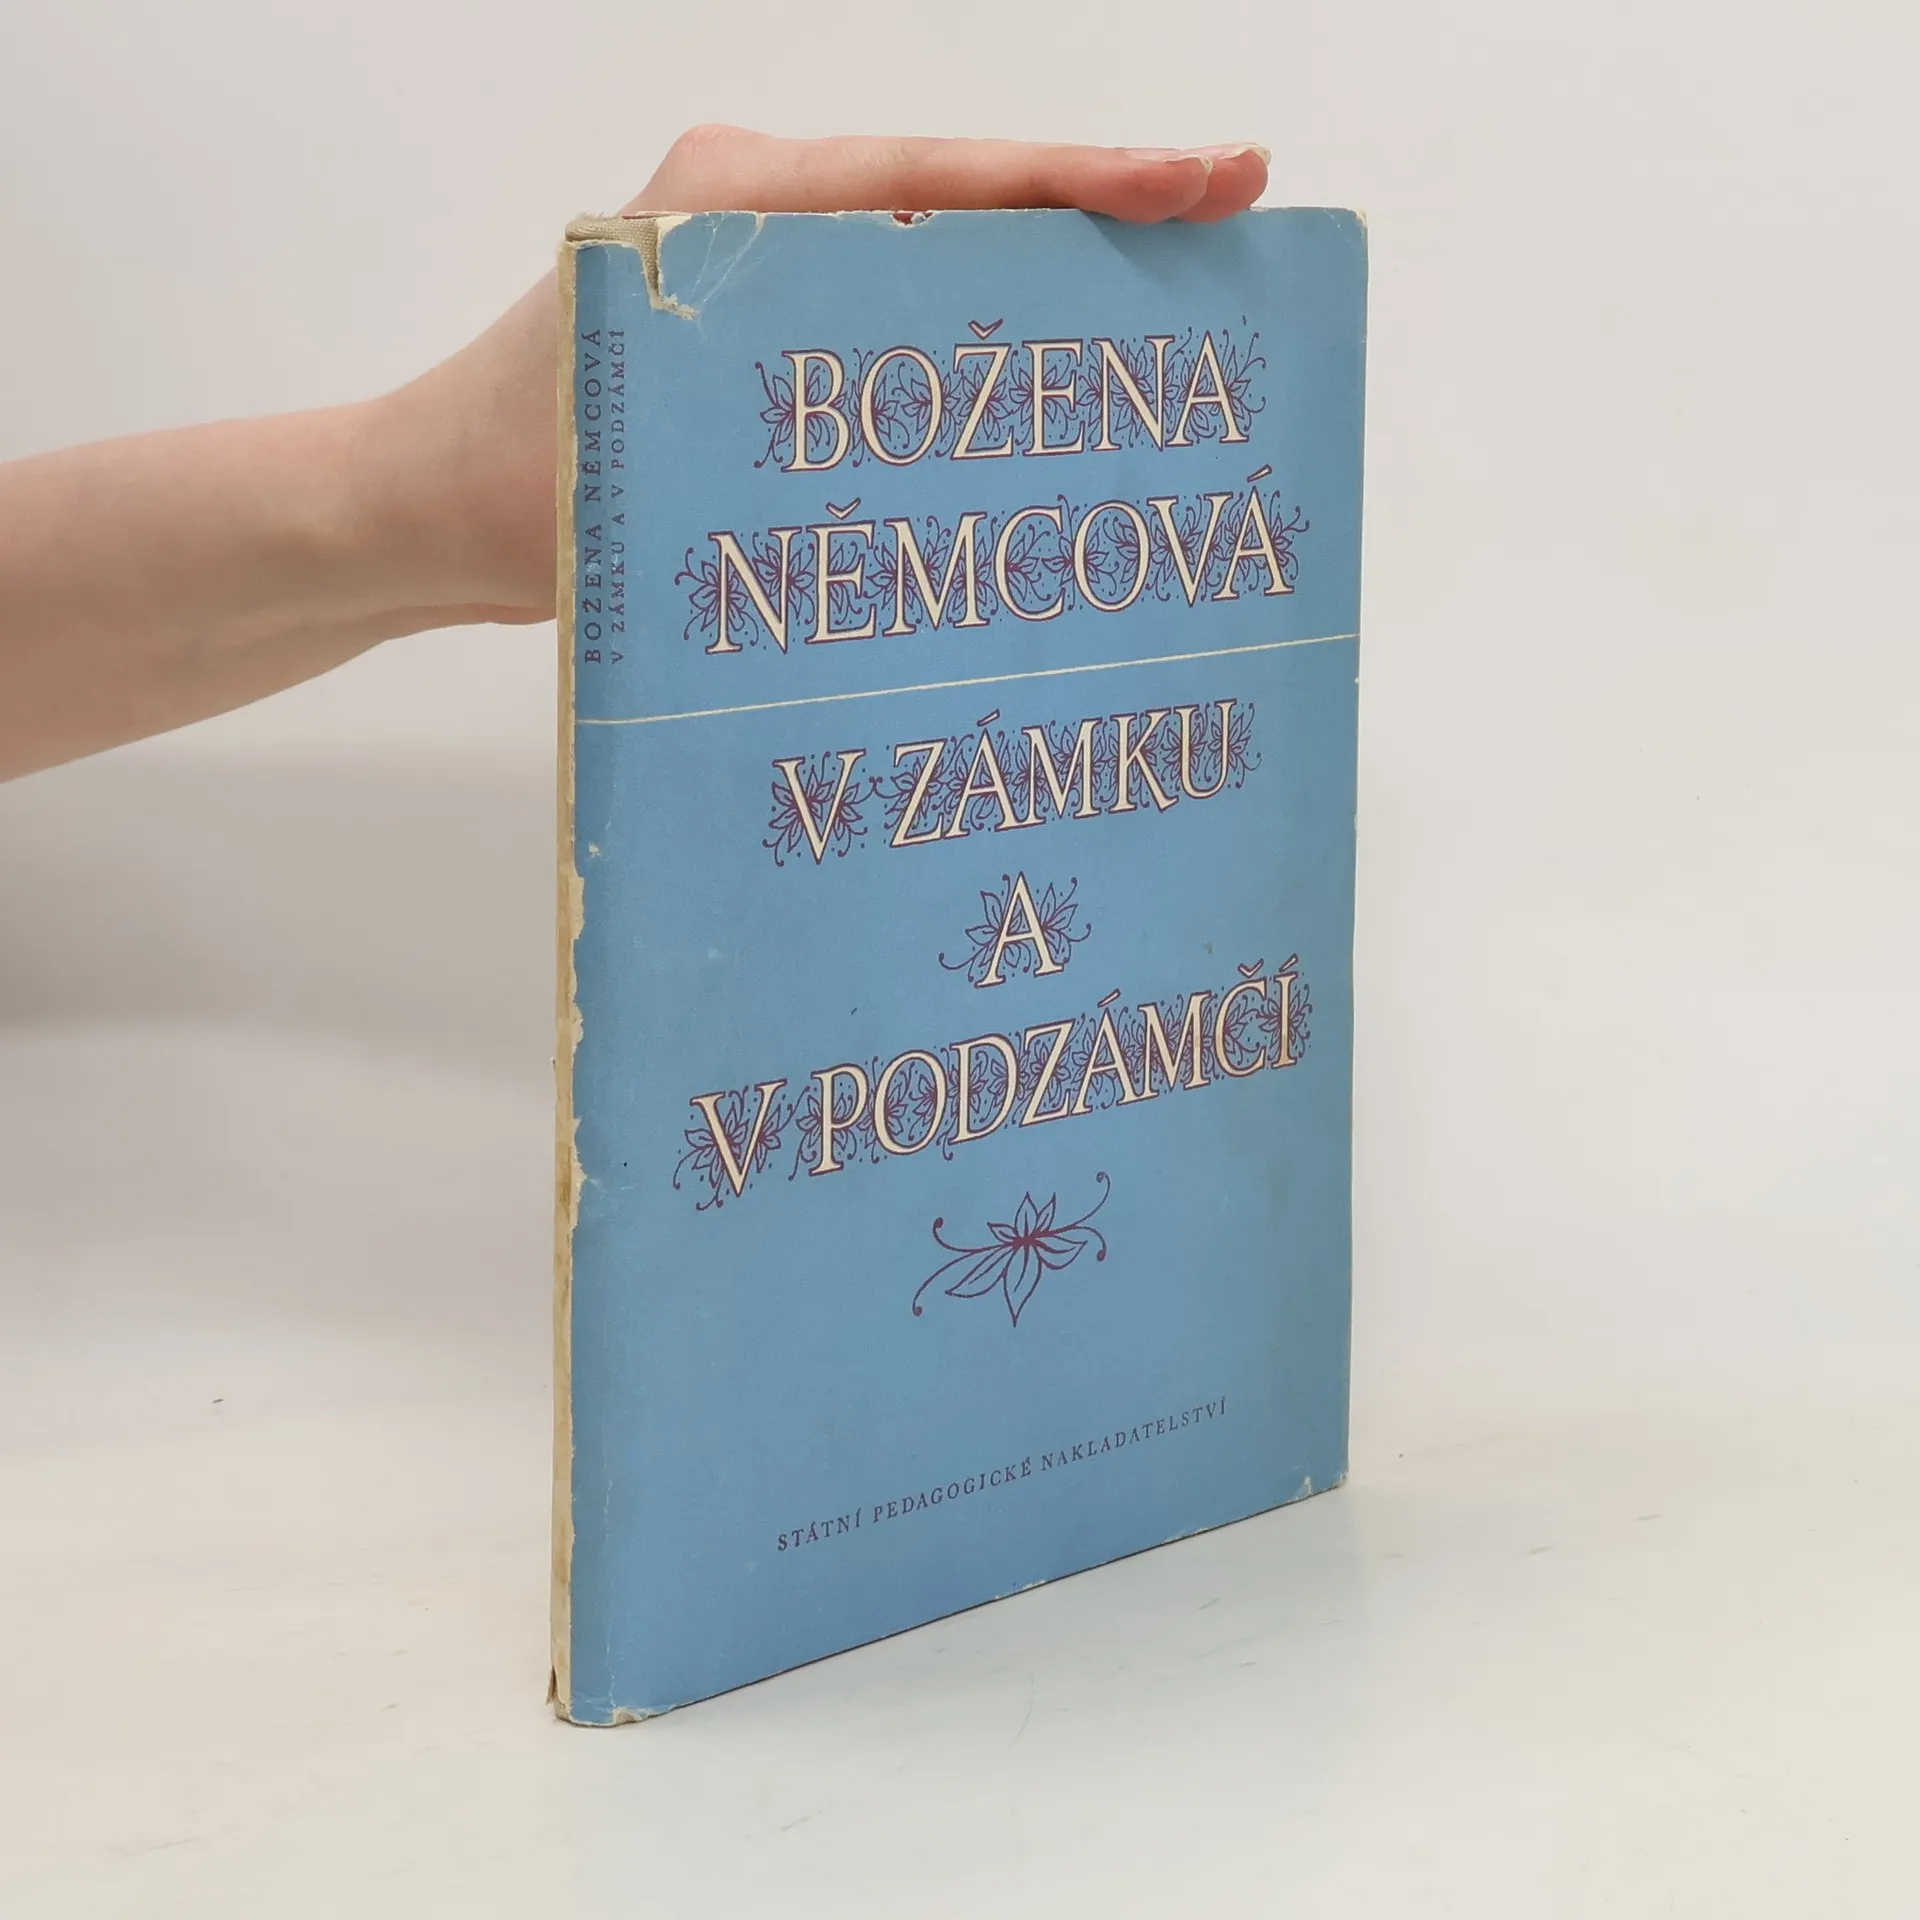 BOŽENA NĚMCOVÁ
V ZÁMKU A V PODZÁMČÍ
BOŽENA
NĚMCOVÁ
V ZÁMKU
A
V PODZÁMČÍ
STÁTNÍ PEDAGOGICKÉ NAKLADATELSTVÍ